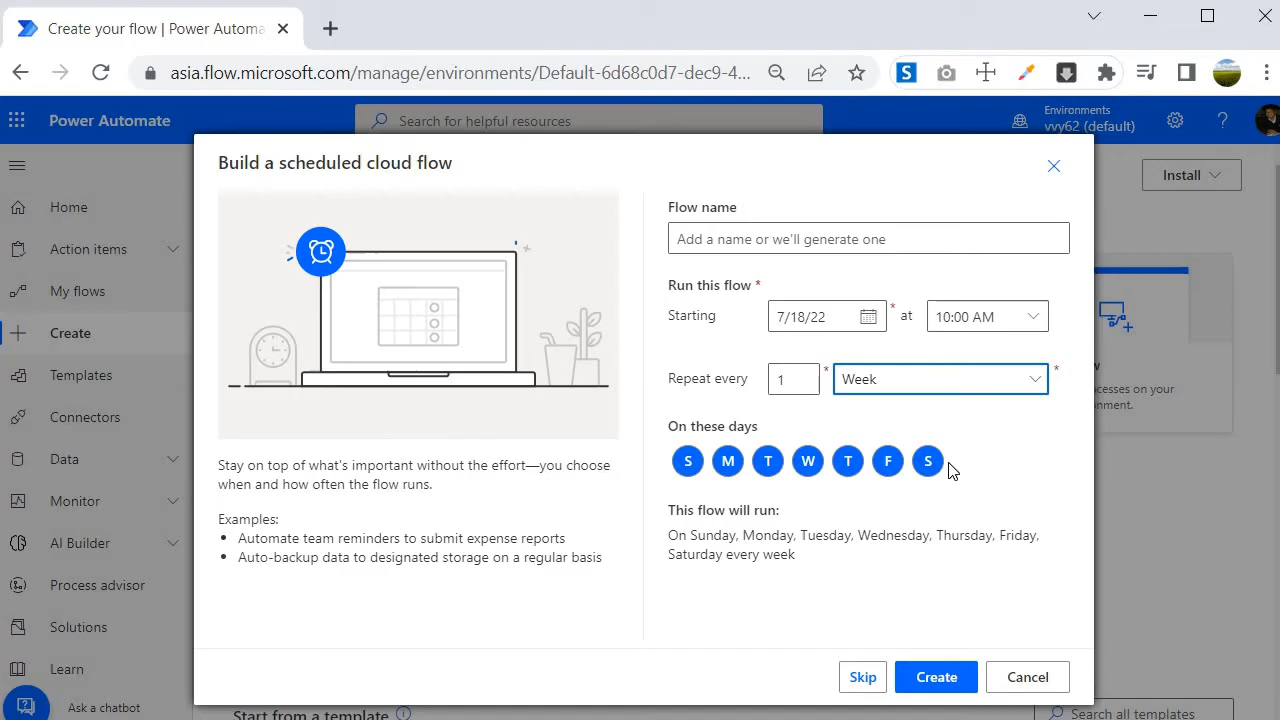 Create your flow | Power Automa
asia.flow.microsoft.com/manage/environments/Default-6d68c0d7-dec9-4...
S
Power Automate
Search for helpful resources
Environments
vvy62 (default)
?
Build a scheduled cloud flow
Install
Home
Action items
My flows
Create
Templates
Connectors
Data
Monitor
AI Builder
Process advisor
Solutions
Learn
Ask a chatbot
Flow name
Add a name or we'll generate one
Run this flow *
Starting
7/18/22
*
at
10:00 AM
Repeat every
1
*
Week
*
On these days
S M T W T F S
This flow will run:
On Sunday, Monday, Tuesday, Wednesday, Thursday, Friday,
Saturday every week
Stay on top of what's important without the effort—you choose
when and how often the flow runs.
Examples:
• Automate team reminders to submit expense reports
• Auto-backup data to designated storage on a regular basis
Skip
Create
Cancel
Start from a template
Search all templates